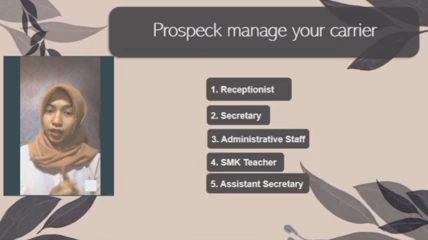 Prospeck manage your carrier
1. Receptionist
2. Secretary
3. Administrative Staff
4. SMK Teacher
5. Assistant Secretary